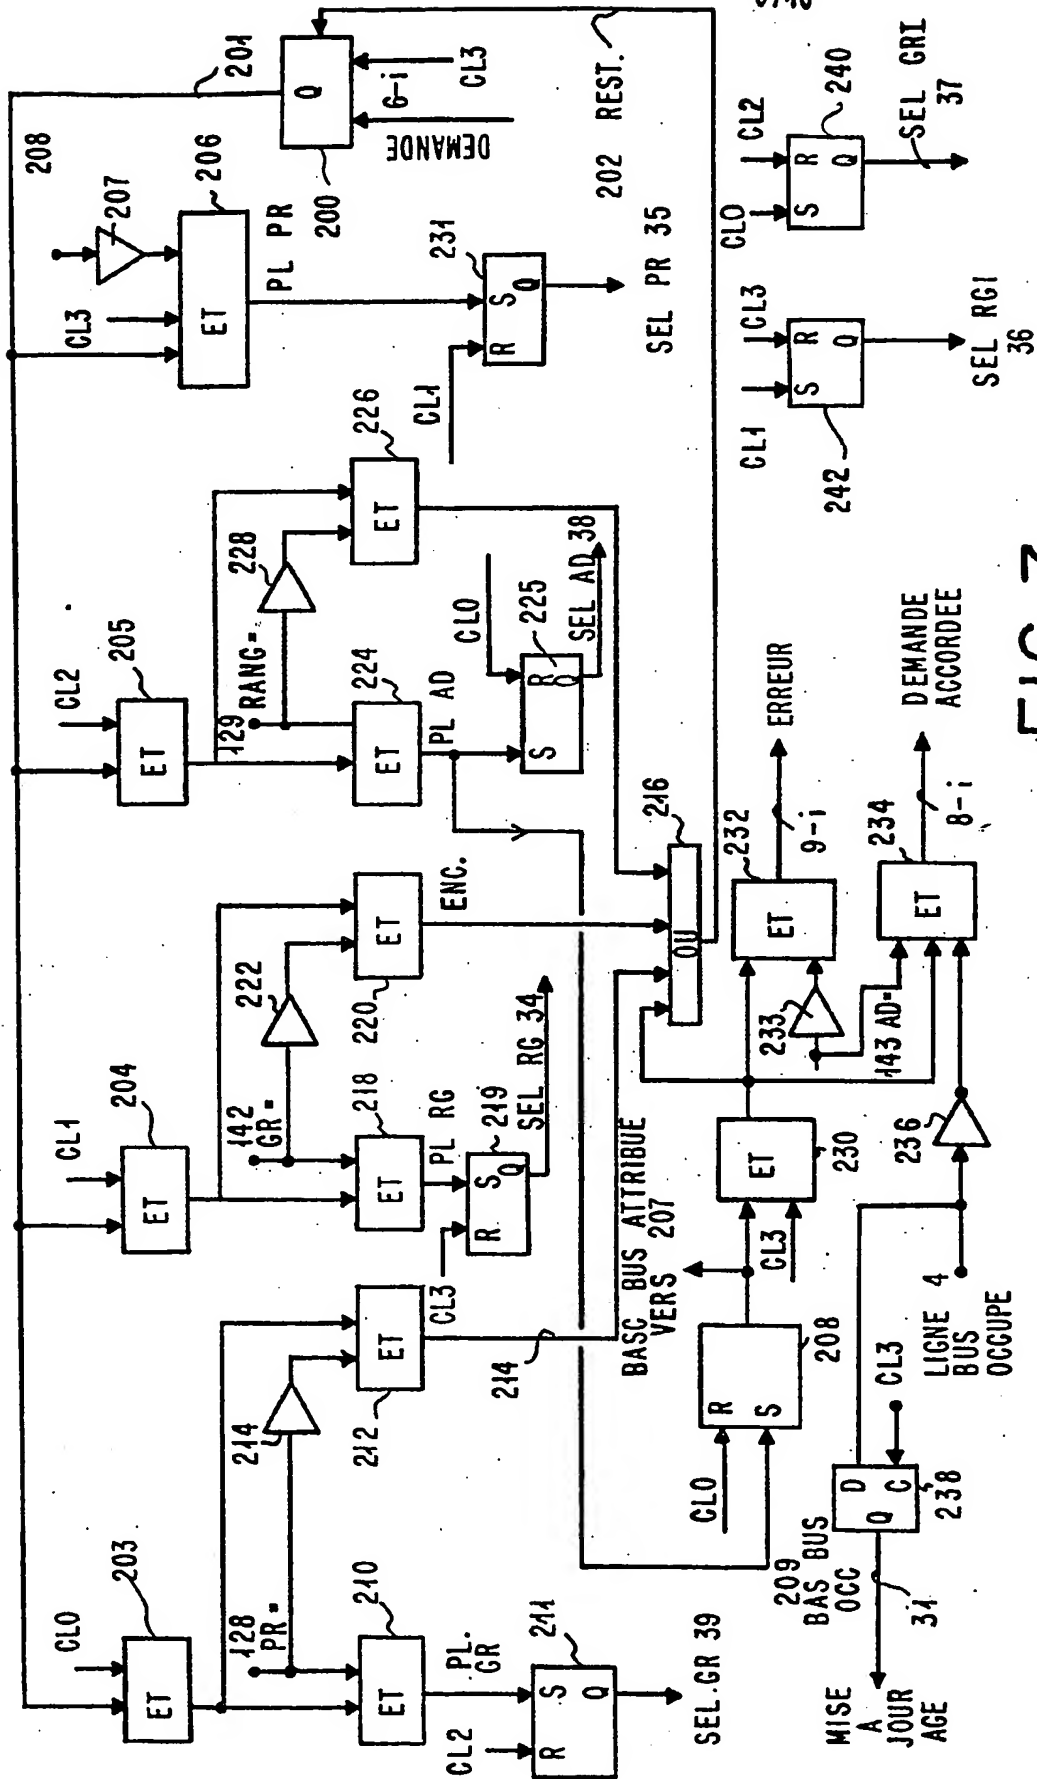 CL0
203
ET
128
PR=
214
212
ET
210
ET
PL.
GR
CL2
R
S
Q
211
SEL.GR 39
CL1
204
ET
142
GR=
222
218
ET
220
ET
ENC.
PL RG
CL3
R
S
Q
219
SEL RG 34
214
CL2
205
ET
129
RANG=
228
226
ET
224
ET
PL AD
CL0
S
R
Q
225
SEL AD 38
208
207
CL3
206
ET
PL PR
CL1
R
S
Q
231
SEL PR 35
201
Q
200
6-i
CL3
DEMANDE
202 REST.
216
OU
BASC BUS ATTRIBUE
VERS 207
CL0
R
S
208
CL3
ET
230
232
ET
233
9-i
ERREUR
143 AD=
234
ET
8-i
DEMANDE
ACCORDEE
236
LIGNE 4
BUS
OCCUPE
CL3
D
C
Q
238
209
BAS BUS
OCC
31
MISE
A
JOUR
AGE
CL1
CL3
S
R
Q
242
SEL RGI
36
CL0
CL2
S
R
Q
240
SEL GRI
37